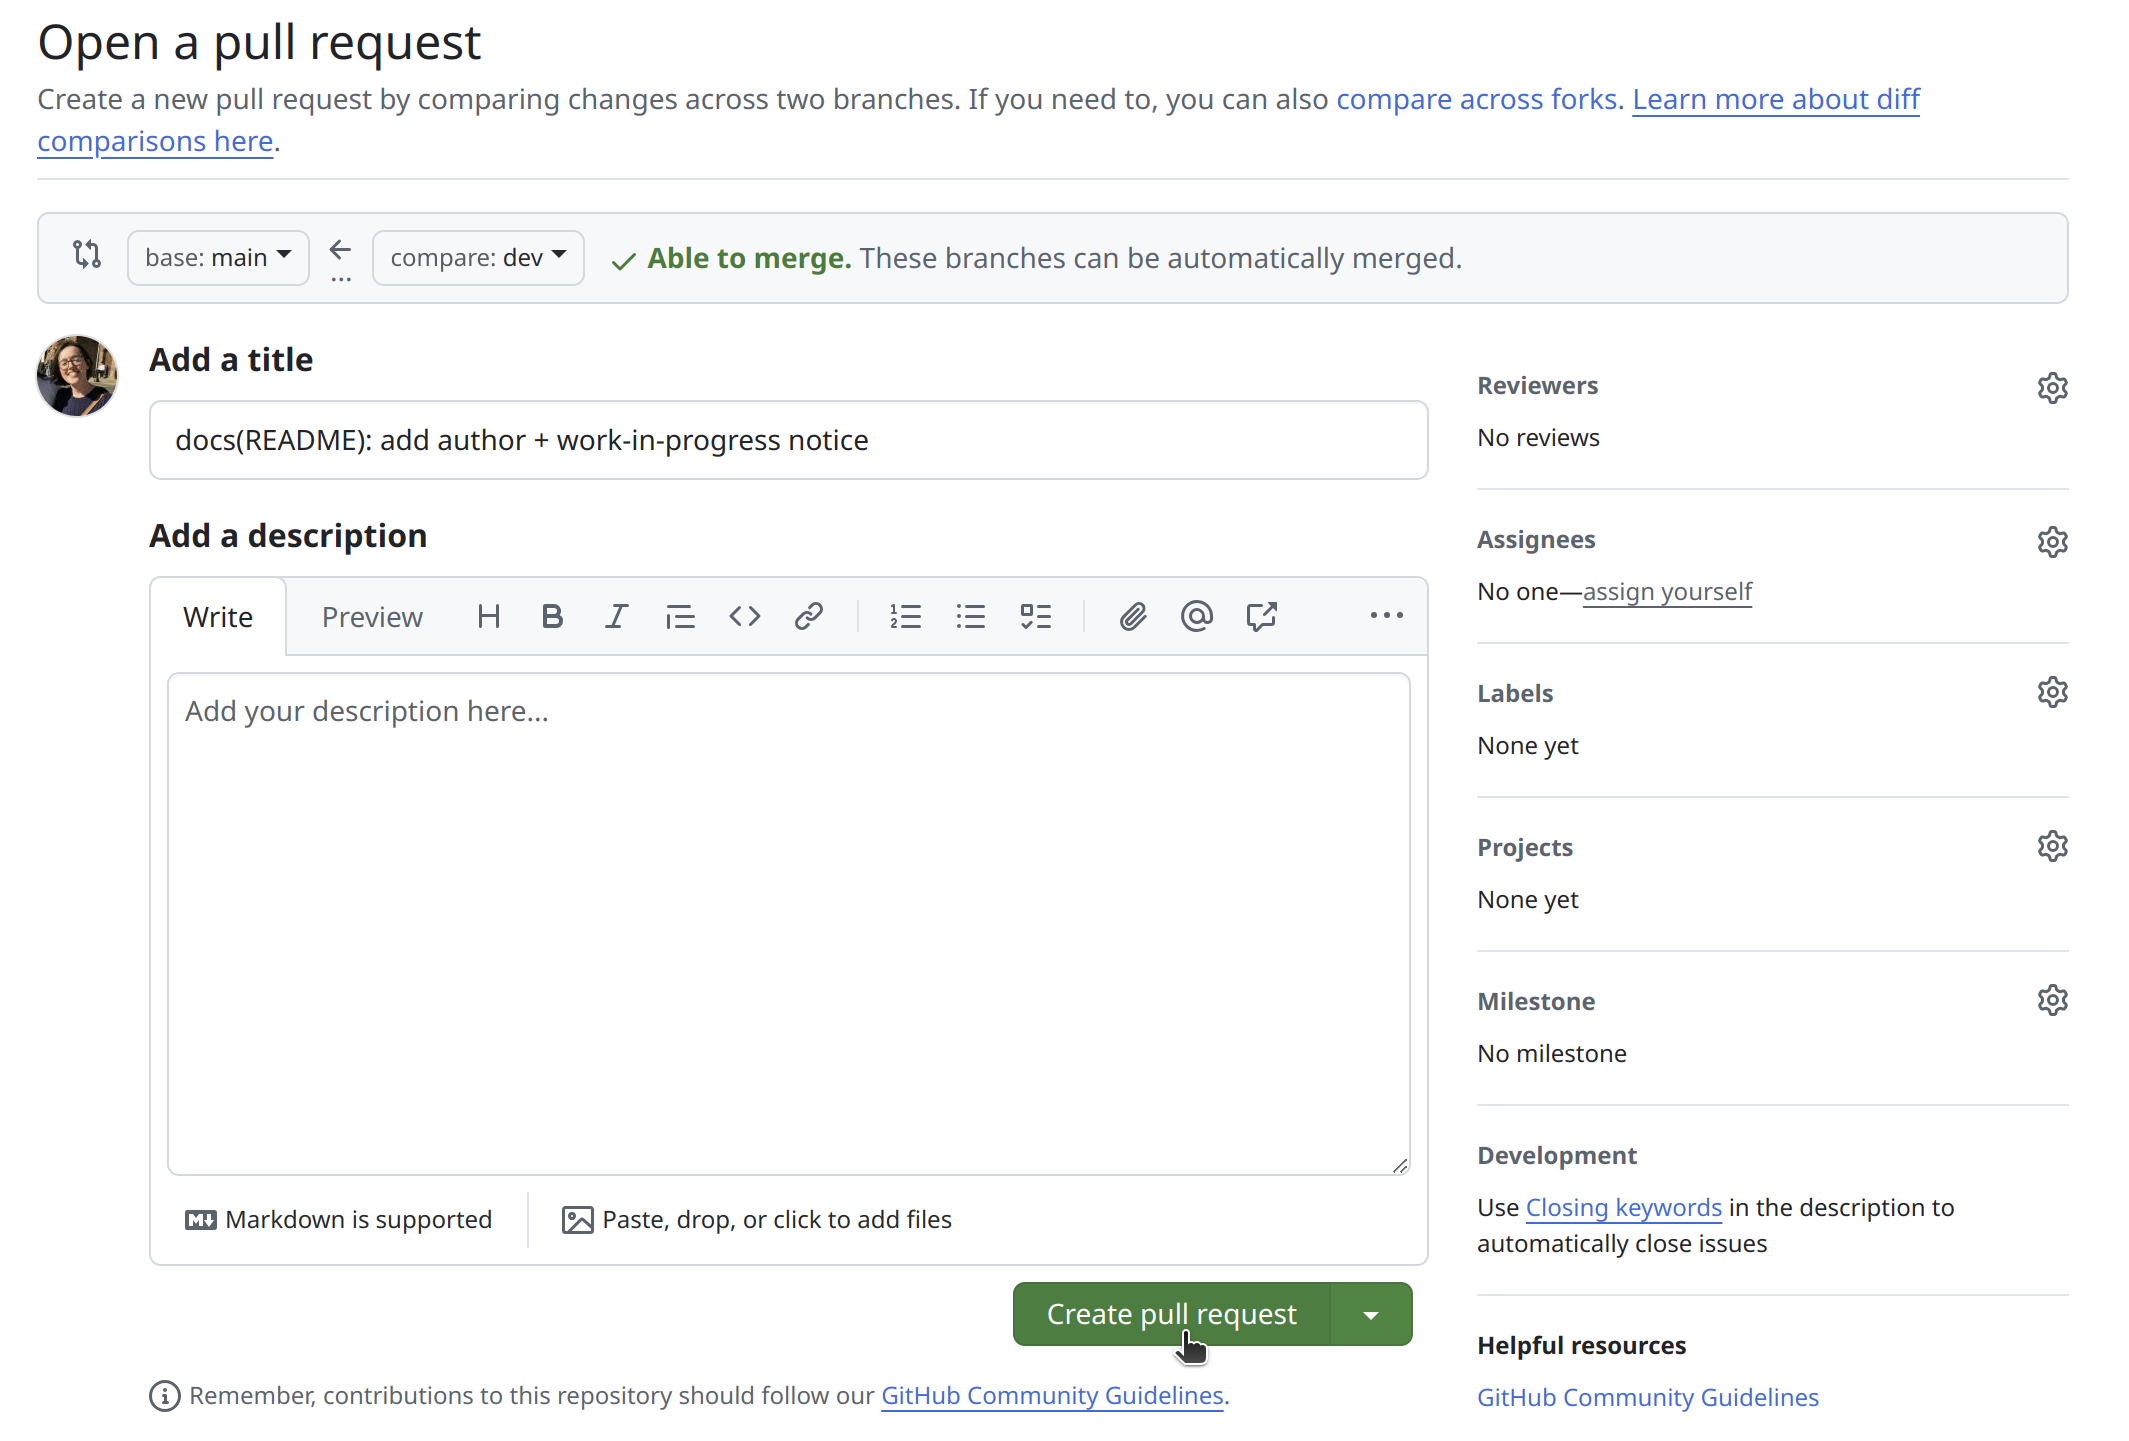 Open a pull request
Create a new pull request by comparing changes across two branches. If you need to, you can also compare across forks. Learn more about diff
comparisons here.
base: main
compare: dev
Able to merge. These branches can be automatically merged.
Add a title
docs(README): add author + work-in-progress notice
Add a description
Write
Preview
Add your description here...
Markdown is supported
Paste, drop, or click to add files
Create pull request
Remember, contributions to this repository should follow our GitHub Community Guidelines.
Reviewers
No reviews
Assignees
No one—assign yourself
Labels
None yet
Projects
None yet
Milestone
No milestone
Development
Use Closing keywords in the description to
automatically close issues
Helpful resources
GitHub Community Guidelines